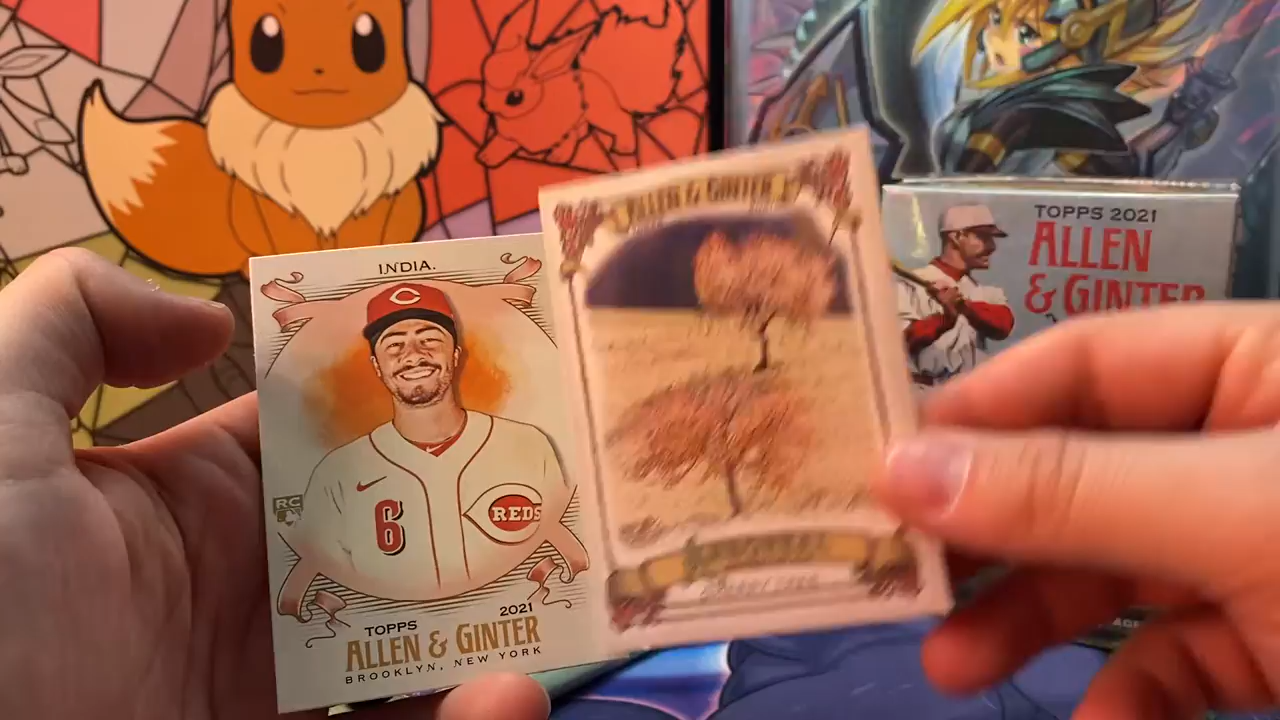 INDIA.
C
RC
6
REDS
2021
TOPPS
ALLEN & GINTER
BROOKLYN, NEW YORK
ALLEN & GINTER
TOPPS 2021
ALLEN
& GINTER